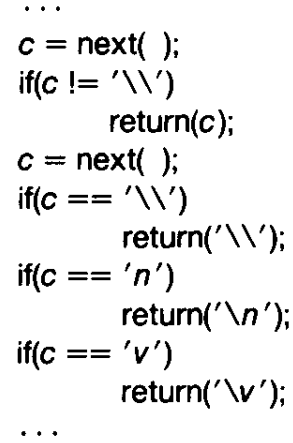 . . .
c = next( );
if(c != '\\')
return(c);
c = next( );
if(c == '\\')
return('\\');
if(c == 'n')
return('\n');
if(c == 'v')
return('\v');
. . .